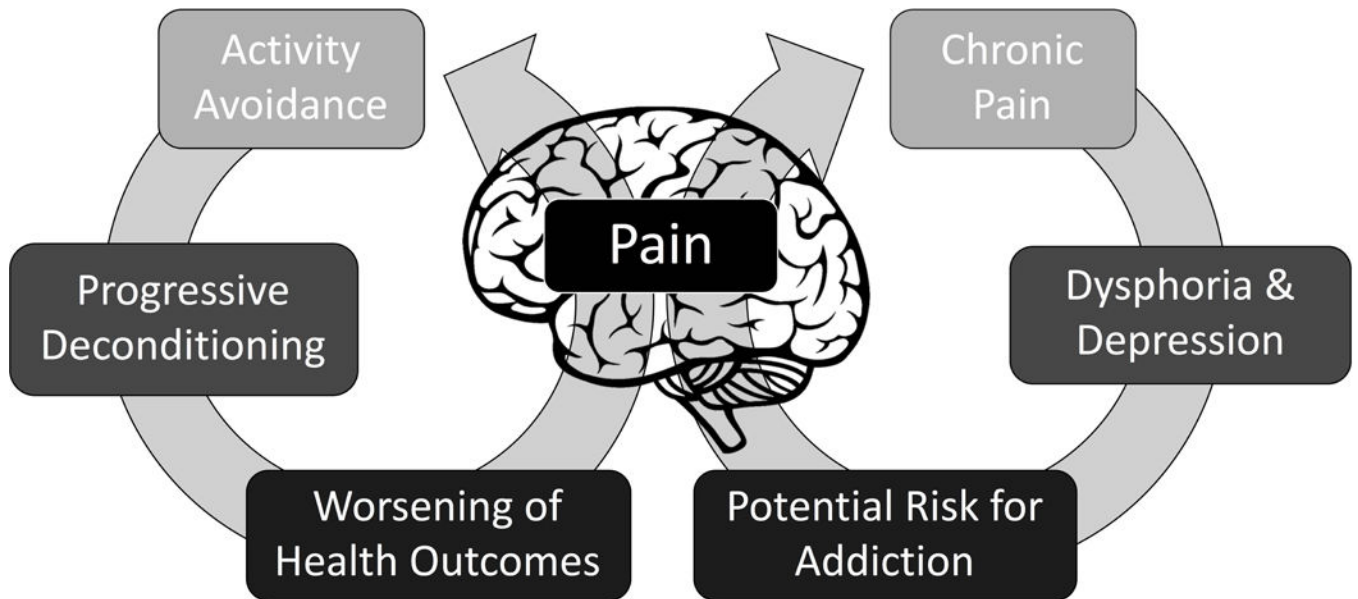 Activity
Avoidance
Chronic
Pain
Pain
Progressive
Deconditioning
Dysphoria &
Depression
Worsening of
Health Outcomes
Potential Risk for
Addiction